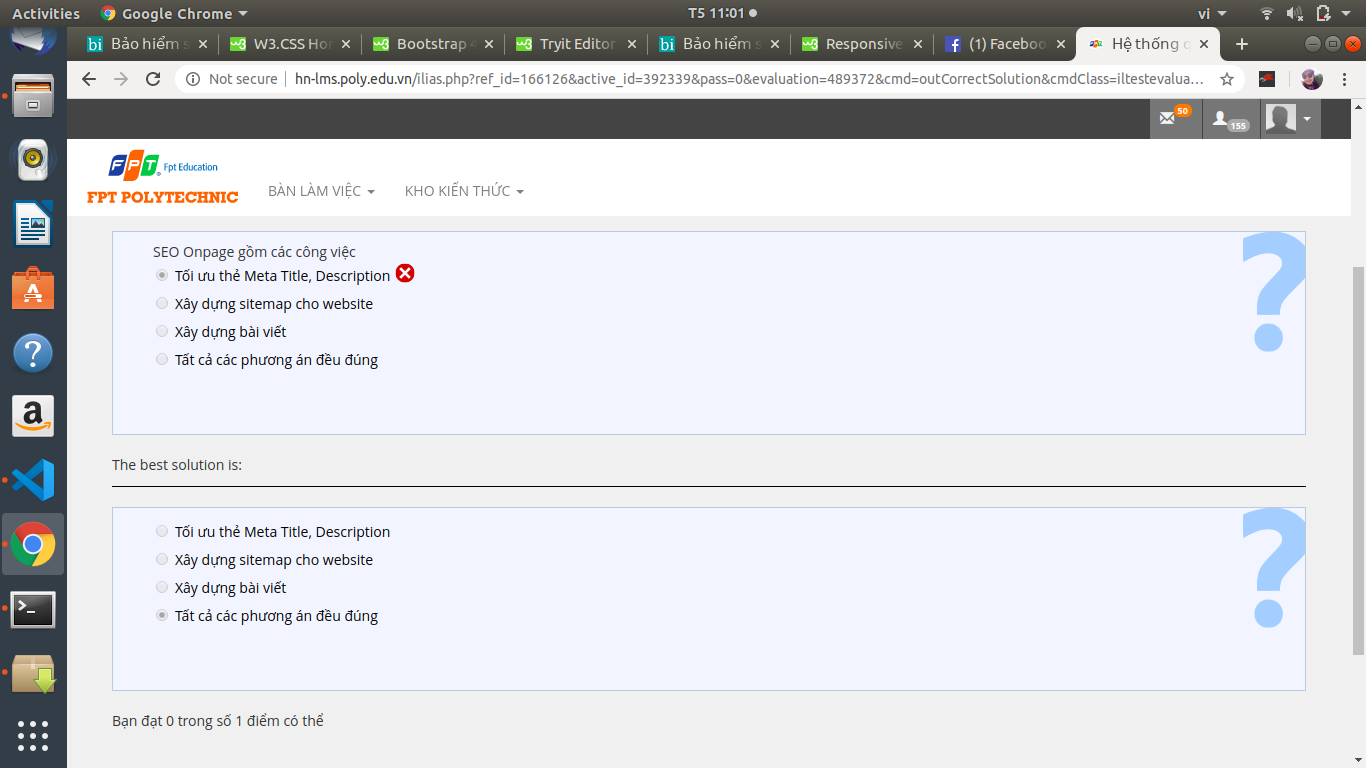 Activities Google Chrome T5 11:01 vi
bi Bảo hiểm s W3.CSS Hor Bootstrap 4 Tryit Editor bi Bảo hiểm s Responsive (1) Faceboo Hệ thống q
Not secure hn-lms.poly.edu.vn/ilias.php?ref_id=166126&active_id=392339&pass=0&evaluation=489372&cmd=outCorrectSolution&cmdClass=iltestevalua...
50 155
FPT Fpt Education
FPT POLYTECHNIC BÀN LÀM VIỆC KHO KIẾN THỨC
SEO Onpage gồm các công việc
Tối ưu thẻ Meta Title, Description
Xây dựng sitemap cho website
Xây dựng bài viết
Tất cả các phương án đều đúng
?
The best solution is:
Tối ưu thẻ Meta Title, Description
Xây dựng sitemap cho website
Xây dựng bài viết
Tất cả các phương án đều đúng
?
Bạn đạt 0 trong số 1 điểm có thể